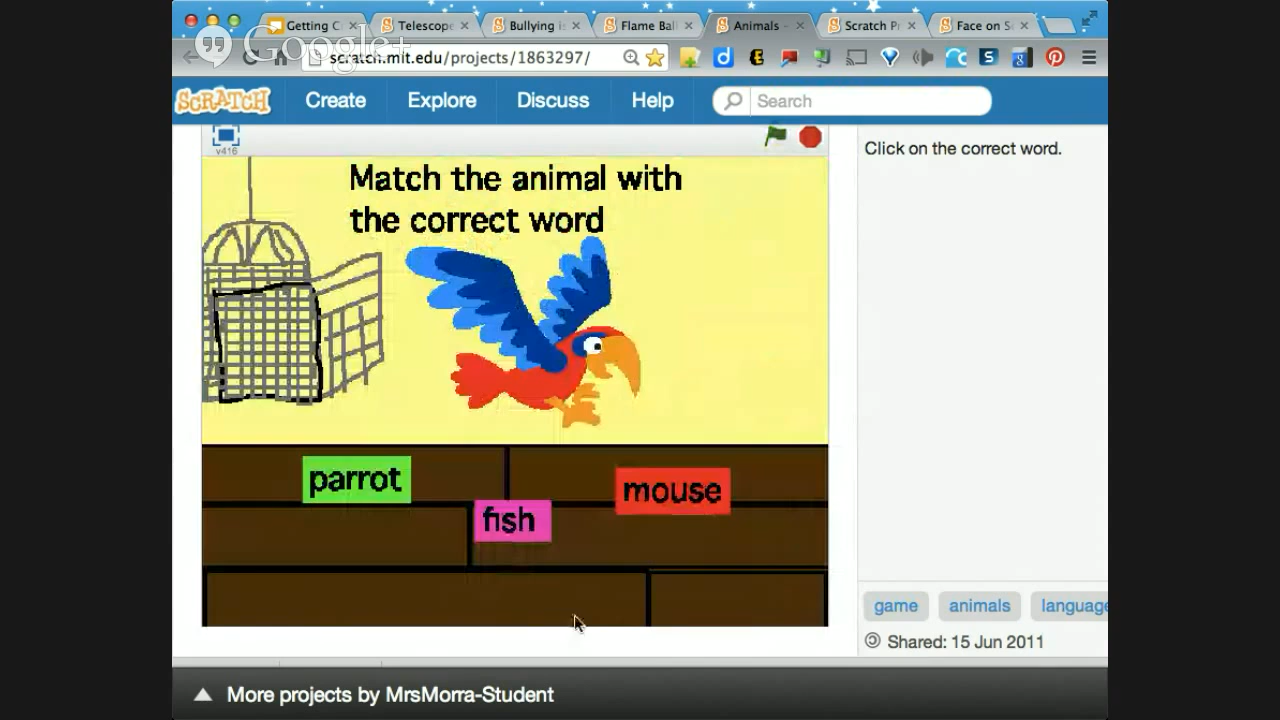 Getting C
Telescope
Bullying is
Flame Ball
Animals -
Scratch Pr
Face on Sc
Google+
scratch.mit.edu/projects/1863297/
SCRATCH
Create
Explore
Discuss
Help
Search
v416
Click on the correct word.
Match the animal with
the correct word
parrot
mouse
fish
game
animals
language
Shared: 15 Jun 2011
More projects by MrsMorra-Student